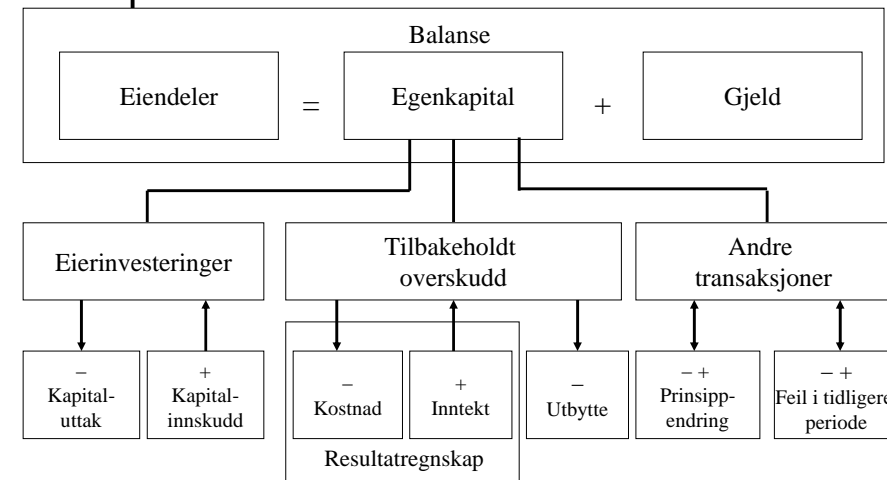 Balanse
Eiendeler
=
Egenkapital
+
Gjeld
Eierinvesteringer
Tilbakeholdt
overskudd
Andre
transaksjoner
–
Kapital-
uttak
+
Kapital-
innskudd
–
Kostnad
+
Inntekt
–
Utbytte
– +
Prinsipp-
endring
– +
Feil i tidligere
periode
Resultatregnskap